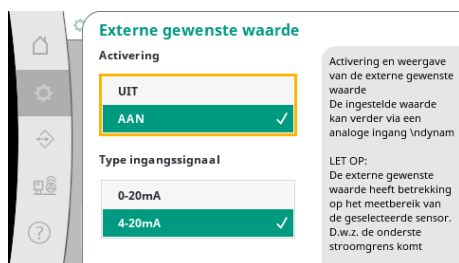 Externe gewenste waarde
Activering
UIT
AAN
Type ingangssignaal
0-20mA
4-20mA
Activering en weergave
van de externe gewenste
waarde
De ingestelde waarde
kan verder via een
analoge ingang \ndynam
LET OP:
De externe gewenste
waarde heeft betrekking
op het meetbereik van
de geselecteerde sensor.
D.w.z. de onderste
stroomgrens komt